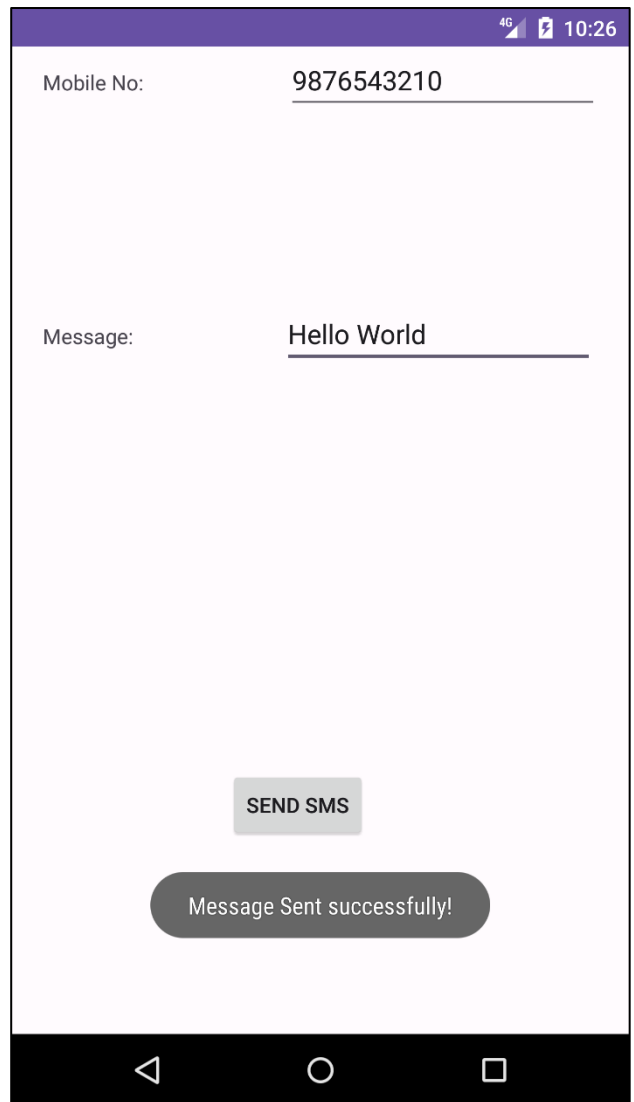 4G 10:26
Mobile No: 9876543210
Message: Hello World
SEND SMS
Message Sent successfully!